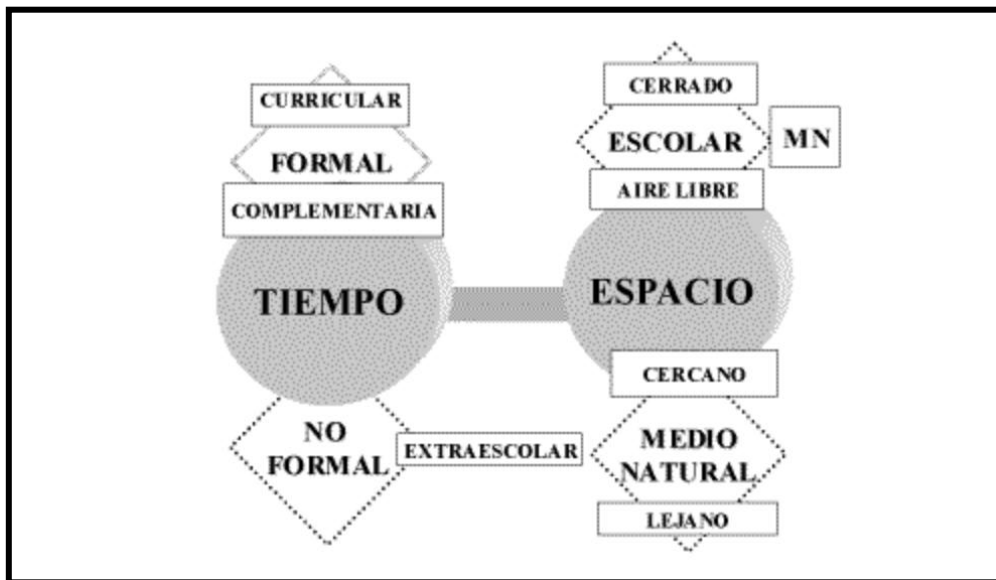 CURRICULAR
FORMAL
COMPLEMENTARIA
TIEMPO
NO
FORMAL
EXTRAESCOLAR
CERRADO
ESCOLAR
MN
AIRE LIBRE
ESPACIO
CERCANO
MEDIO
NATURAL
LEJANO